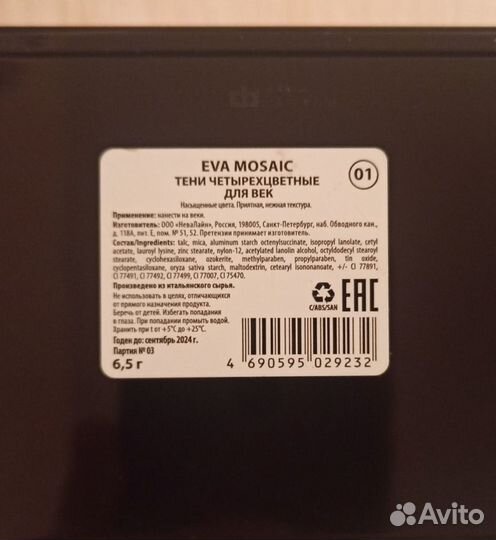 EVA MOSAIC
ТЕНИ ЧЕТЫРЕХЦВЕТНЫЕ
ДЛЯ ВЕК
01
Насыщенные цвета. Приятная, нежная текстура.
Применение: нанести на веки.
Изготовитель: ООО «НеваЛайн», Россия, 198005, Санкт-Петербург, наб. Обводного кан.,
д. 118А, лит. Е, пом. № 51, 52. Претензии принимает изготовитель.
Состав/Ingredients: talc, mica, aluminum starch octenylsuccinate, isopropyl lanolate, cetyl
acetate, lauroyl lysine, zinc stearate, nylon-12, acetylated lanolin alcohol, octyldodecyl stearoyl
stearate, cyclohexasiloxane, ozokerite, methylparaben, propylparaben, tin oxide,
cyclopentasiloxane, oryza sativa starch, maltodextrin, cetearyl isononanoate, +/- CI 77891,
CI 77491, CI 77492, CI 77499, CI 77007, CI 75470
Произведено из итальянского сырья.
Не использовать в целях, отличающихся
от прямого назначения продукта.
Беречь от детей. Избегать попадания
в глаза. При попадании промыть водой.
Хранить при t от +5°С до +25°С.
Годен до: сентябрь 2024 г.
Партия № 03
6,5 г
C/ABS/SAN
EAC
4 690595 029232
Avito